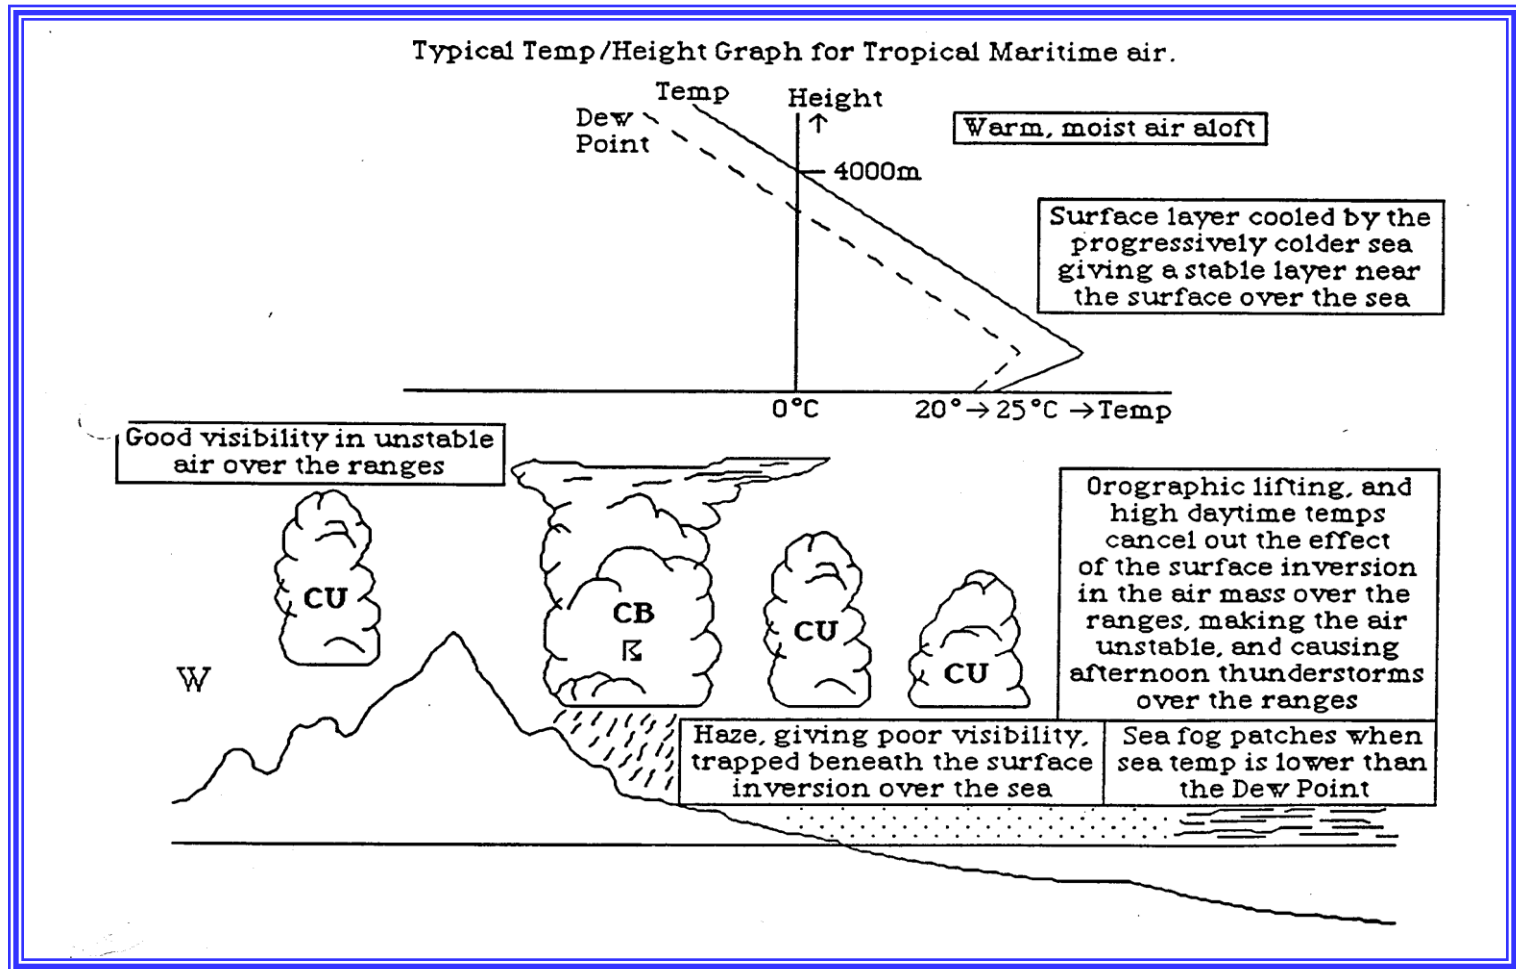 Typical Temp/Height Graph for Tropical Maritime air.
Temp
Height
↑
Dew
Point
4000m
Warm, moist air aloft
Surface layer cooled by the
progressively colder sea
giving a stable layer near
the surface over the sea
0°C
20°→25°C →Temp
Good visibility in unstable
air over the ranges
Orographic lifting, and
high daytime temps
cancel out the effect
of the surface inversion
in the air mass over the
ranges, making the air
unstable, and causing
afternoon thunderstorms
over the ranges
CU
CB
CU
CU
W
Haze, giving poor visibility,
trapped beneath the surface
inversion over the sea
Sea fog patches when
sea temp is lower than
the Dew Point